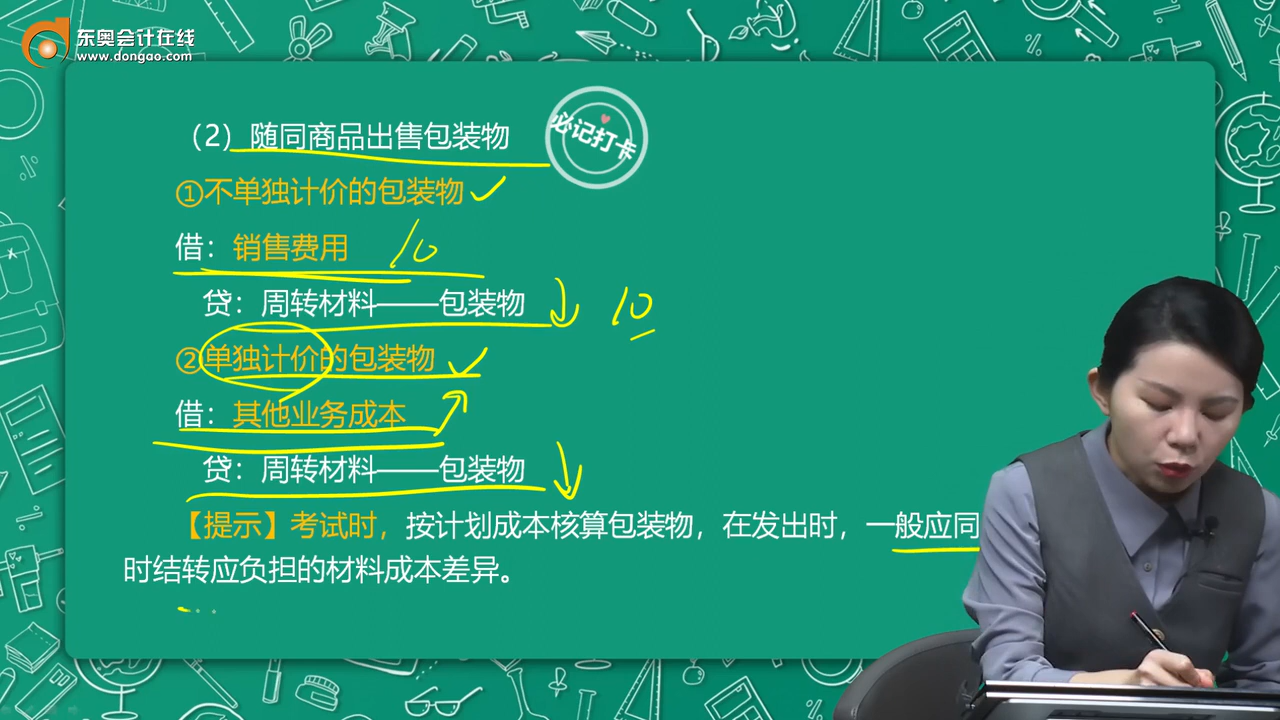 东奥会计在线
www.dongao.com
（2）随同商品出售包装物
必记打卡
①不单独计价的包装物
借：销售费用 10
贷：周转材料——包装物 10
②单独计价的包装物
借：其他业务成本
贷：周转材料——包装物
【提示】考试时，按计划成本核算包装物，在发出时，一般应同
时结转应负担的材料成本差异。